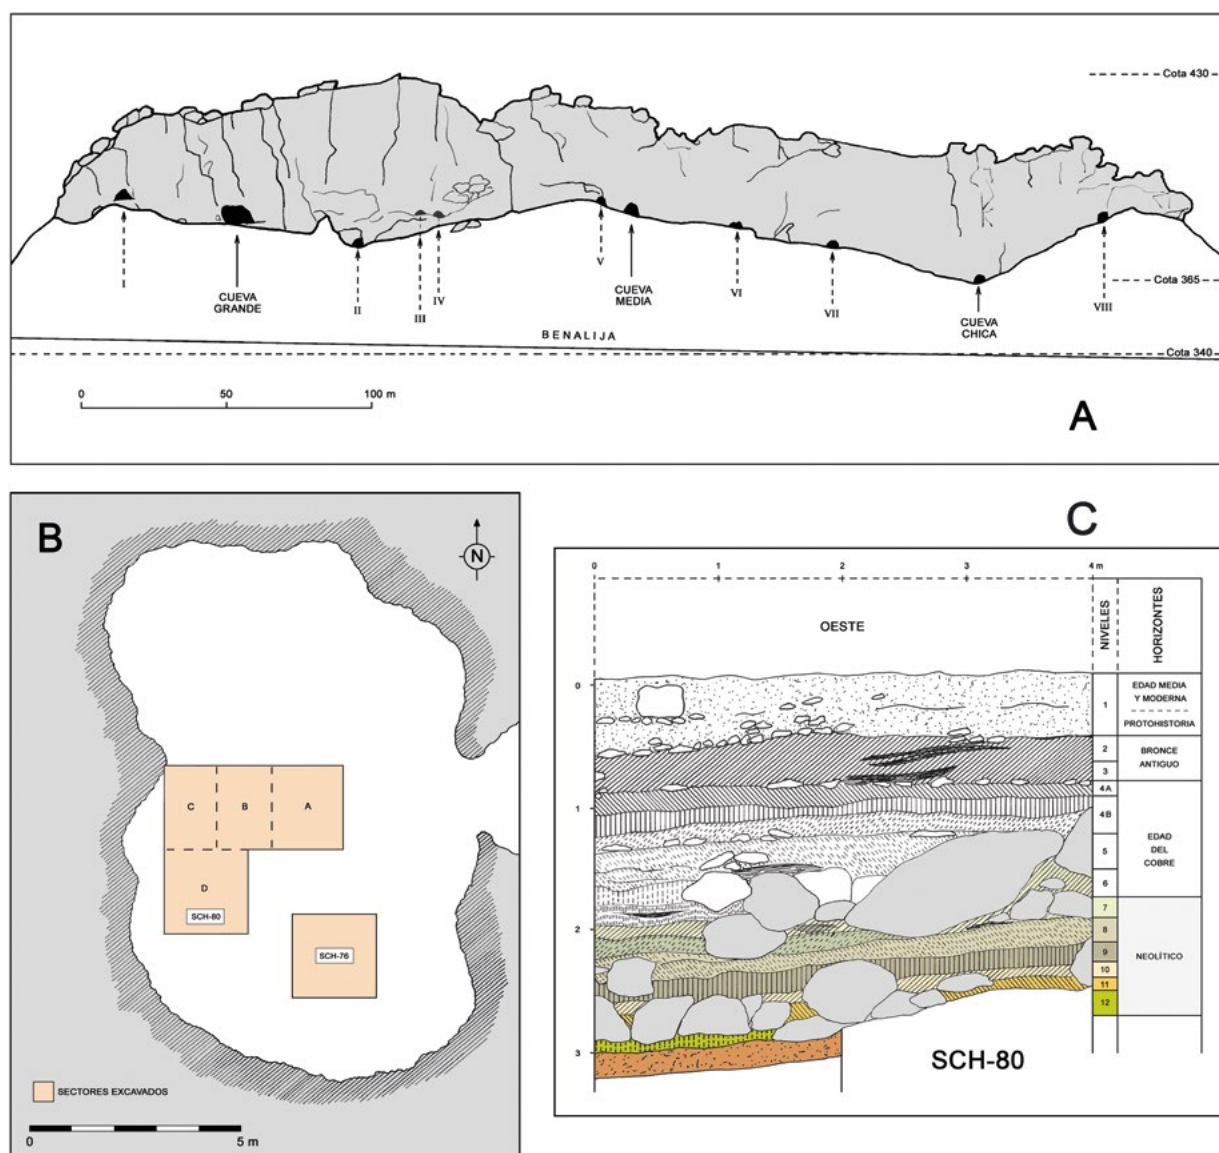 Cota 430
I
CUEVA
GRANDE
II
III
IV
V
CUEVA
MEDIA
VI
VII
CUEVA
CHICA
VIII
Cota 365
BENALIJA
Cota 340
0 50 100 m
A
B
N
C B A
D
SCH-80
SCH-76
SECTORES EXCAVADOS
0 5 m
C
0 1 2 3 4 m
OESTE
NIVELES
HORIZONTES
0
1
2
3
1
2
3
4A
4B
5
6
7
8
9
10
11
12
EDAD MEDIA
Y MODERNA
PROTOHISTORIA
BRONCE
ANTIGUO
EDAD
DEL
COBRE
NEOLÍTICO
SCH-80